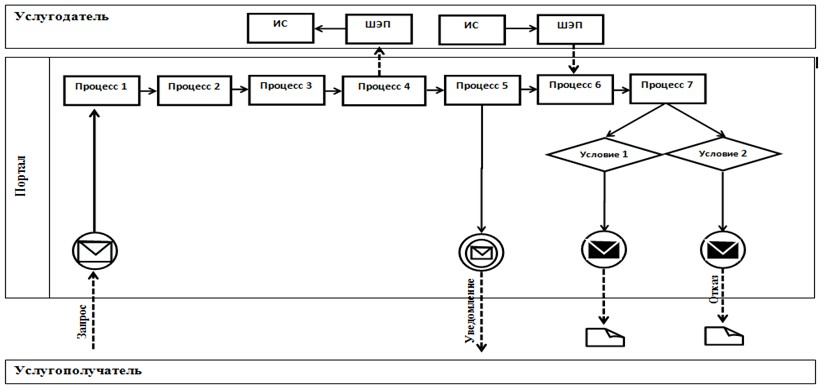 Услугодатель
ИС
ШЭП
ИС
ШЭП
Процесс 1
Процесс 2
Процесс 3
Процесс 4
Процесс 5
Процесс 6
Процесс 7
Условие 1
Условие 2
Портал
Запрос
Уведомление
Отказ
Услугополучатель